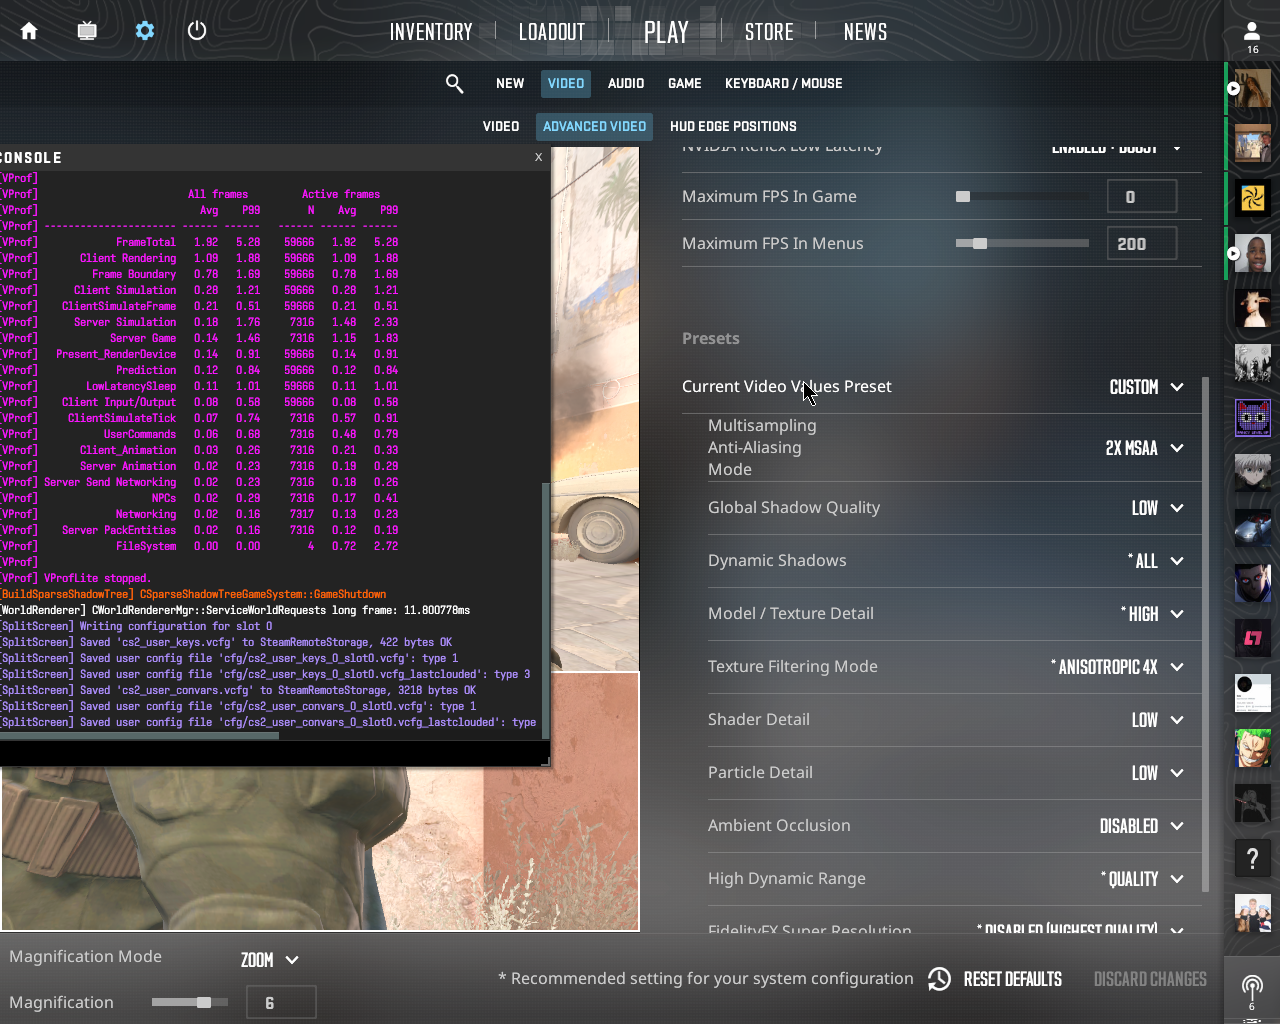 INVENTORY
LOADOUT
PLAY
STORE
NEWS
16
NEW
VIDEO
AUDIO
GAME
KEYBOARD / MOUSE
VIDEO
ADVANCED VIDEO
HUD EDGE POSITIONS
CONSOLE
X
[VProf]
[VProf] All frames Active frames
[VProf] Avg P99 N Avg P99
[VProf] ---------------------- ------ ------ ------ ------ ------
[VProf] FrameTotal 1.92 5.28 59666 1.92 5.28
[VProf] Client Rendering 1.09 1.88 59666 1.09 1.88
[VProf] Frame Boundary 0.78 1.69 59666 0.78 1.69
[VProf] Client Simulation 0.28 1.21 59666 0.28 1.21
[VProf] ClientSimulateFrame 0.21 0.51 59666 0.21 0.51
[VProf] Server Simulation 0.18 1.76 7316 1.48 2.33
[VProf] Server Game 0.14 1.46 7316 1.15 1.83
[VProf] Present_RenderDevice 0.14 0.91 59666 0.14 0.91
[VProf] Prediction 0.12 0.84 59666 0.12 0.84
[VProf] LowLatencySleep 0.11 1.01 59666 0.11 1.01
[VProf] Client Input/Output 0.08 0.58 59666 0.08 0.58
[VProf] ClientSimulateTick 0.07 0.74 7316 0.57 0.91
[VProf] UserCommands 0.06 0.68 7316 0.48 0.79
[VProf] Client_Animation 0.03 0.26 7316 0.21 0.33
[VProf] Server Animation 0.02 0.23 7316 0.19 0.29
[VProf] Server Send Networking 0.02 0.23 7316 0.18 0.26
[VProf] NPCs 0.02 0.29 7316 0.17 0.41
[VProf] Networking 0.02 0.16 7317 0.13 0.23
[VProf] Server PackEntities 0.02 0.16 7316 0.12 0.19
[VProf] FileSystem 0.00 0.00 4 0.72 2.72
[VProf]
[VProf] VProfLite stopped.
[BuildSparseShadowTree] CSparseShadowTreeGameSystem::GameShutdown
[WorldRenderer] CWorldRendererMgr::ServiceWorldRequests long frame: 11.800778ms
[SplitScreen] Writing configuration for slot 0
[SplitScreen] Saved 'cs2_user_keys.vcfg' to SteamRemoteStorage, 422 bytes OK
[SplitScreen] Saved user config file 'cfg/cs2_user_keys_0_slot0.vcfg': type 1
[SplitScreen] Saved user config file 'cfg/cs2_user_keys_0_slot0.vcfg_lastclouded': type 3
[SplitScreen] Saved 'cs2_user_convars.vcfg' to SteamRemoteStorage, 3218 bytes OK
[SplitScreen] Saved user config file 'cfg/cs2_user_convars_0_slot0.vcfg': type 1
[SplitScreen] Saved user config file 'cfg/cs2_user_convars_0_slot0.vcfg_lastclouded': type
NVIDIA Reflex Low Latency ENABLED + BOOST
Maximum FPS In Game 0
Maximum FPS In Menus 200
Presets
Current Video Values Preset CUSTOM
Multisampling
Anti-Aliasing 2X MSAA
Mode
Global Shadow Quality LOW
Dynamic Shadows * ALL
Model / Texture Detail * HIGH
Texture Filtering Mode * ANISOTROPIC 4X
Shader Detail LOW
Particle Detail LOW
Ambient Occlusion DISABLED
High Dynamic Range * QUALITY
FidelityFX Super Resolution * DISABLED (HIGHEST QUALITY)
Magnification Mode ZOOM
Magnification 6
* Recommended setting for your system configuration
RESET DEFAULTS
DISCARD CHANGES
?
6